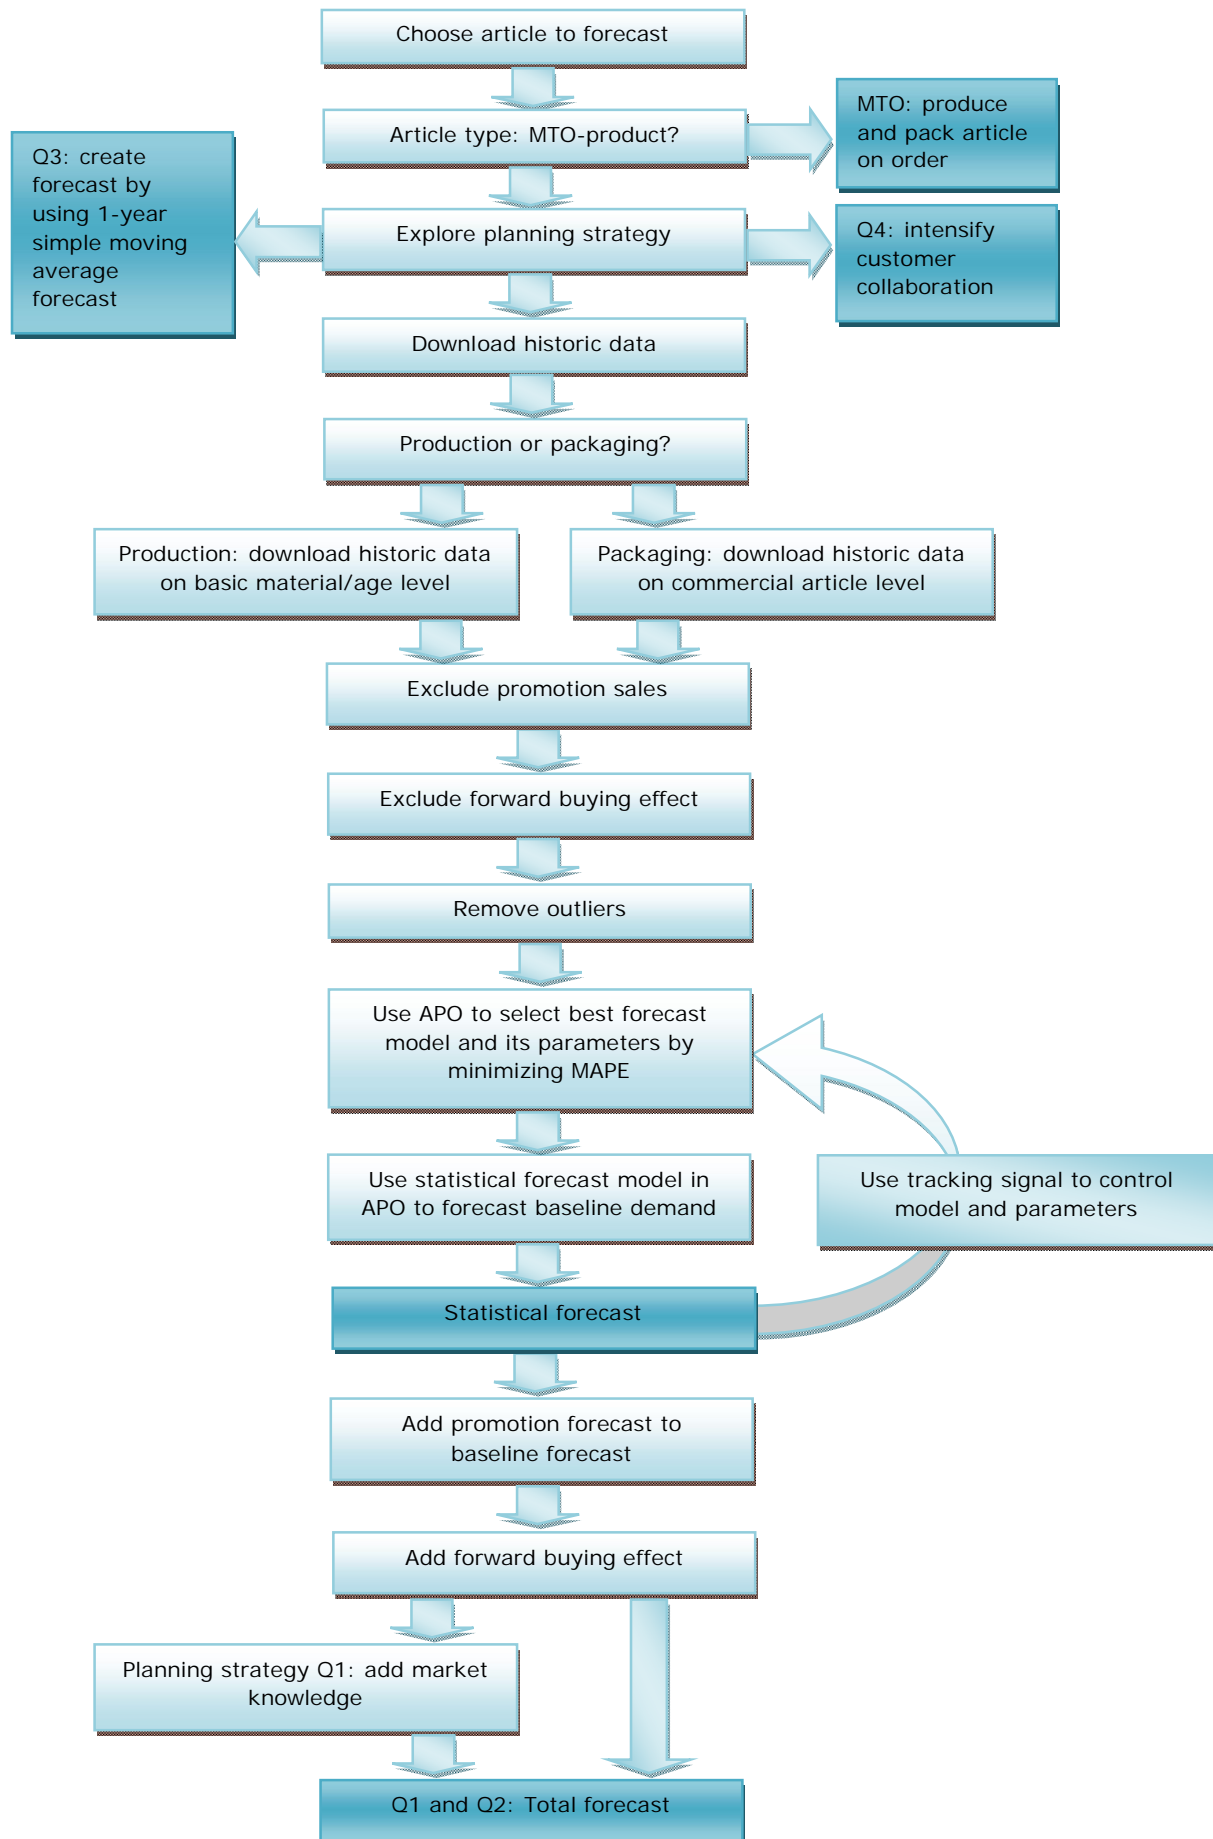 Choose article to forecast
Article type: MTO-product?
MTO: produce
and pack article
on order
Q3: create
forecast by
using 1-year
simple moving
average
forecast
Explore planning strategy
Q4: intensify
customer
collaboration
Download historic data
Production or packaging?
Production: download historic data
on basic material/age level
Packaging: download historic data
on commercial article level
Exclude promotion sales
Exclude forward buying effect
Remove outliers
Use APO to select best forecast
model and its parameters by
minimizing MAPE
Use statistical forecast model in
APO to forecast baseline demand
Use tracking signal to control
model and parameters
Statistical forecast
Add promotion forecast to
baseline forecast
Add forward buying effect
Planning strategy Q1: add market
knowledge
Q1 and Q2: Total forecast